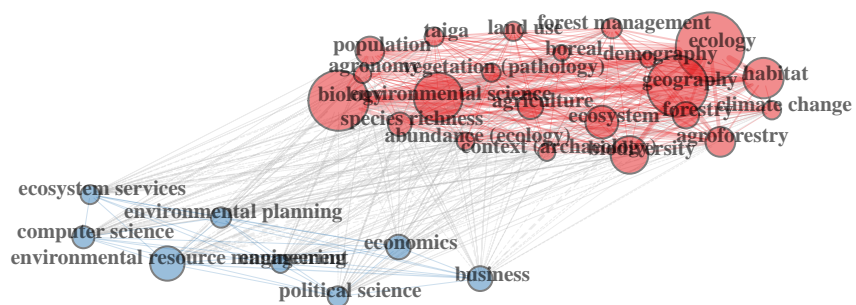 forest management
taiga
land use
ecology
population
boreal
demography
agronomy
vegetation (pathology)
geography
habitat
biology
environmental science
agriculture
climate change
species richness
ecosystem
forestry
abundance (ecology)
agroforestry
context (archaeology)
biodiversity
ecosystem services
environmental planning
computer science
economics
environmental resource management
engineering
business
political science